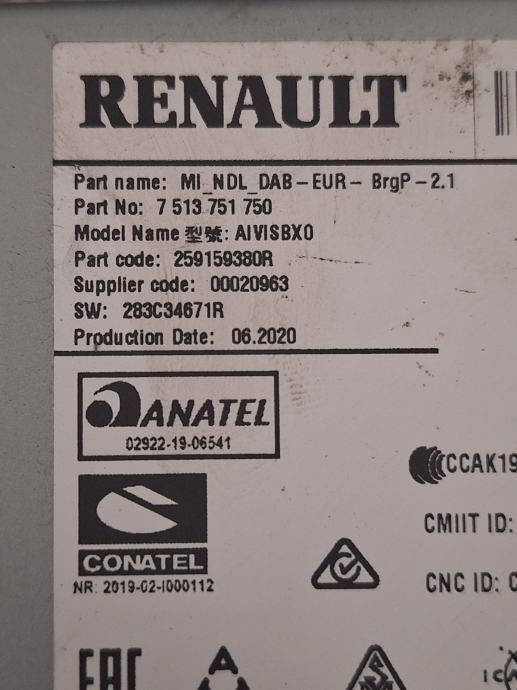 RENAULT
Part name: MI_NDL_DAB-EUR- BrgP-2.1
Part No: 7 513 751 750
Model Name 型號: AIVISBX0
Part code: 259159380R
Supplier code: 00020963
SW: 283C34671R
Production Date: 06.2020
ANATEL
02922-19-06541
CCAK19
CONATEL
NR: 2019-02-I000112
CMIIT ID:
CNC ID: C
EAC